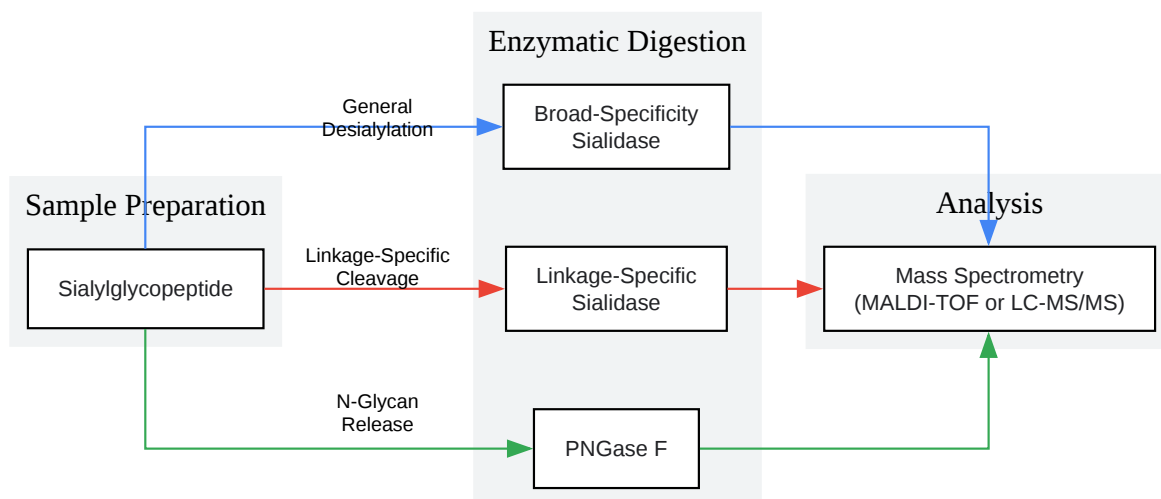 Enzymatic Digestion
General
Desialylation
Broad-Specificity
Sialidase
Sample Preparation
Analysis
Sialylglycopeptide
Linkage-Specific
Cleavage
Linkage-Specific
Sialidase
Mass Spectrometry
(MALDI-TOF or LC-MS/MS)
N-Glycan
Release
PNGase F